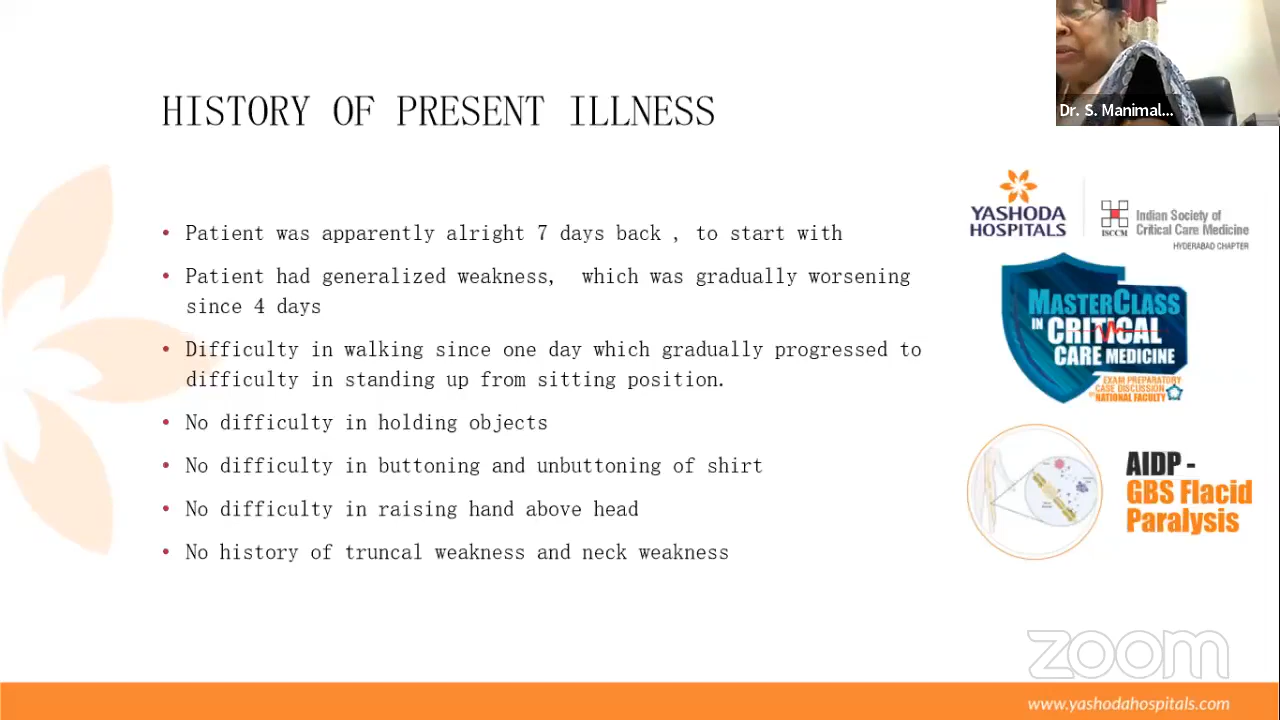 HISTORY OF PRESENT ILLNESS
• Patient was apparently alright 7 days back , to start with
• Patient had generalized weakness, which was gradually worsening
since 4 days
• Difficulty in walking since one day which gradually progressed to
difficulty in standing up from sitting position.
• No difficulty in holding objects
• No difficulty in buttoning and unbuttoning of shirt
• No difficulty in raising hand above head
• No history of truncal weakness and neck weakness
Dr. S. Manimal...
YASHODA
HOSPITALS
ISCCM
Indian Society of
Critical Care Medicine
HYDERABAD CHAPTER
MASTERCLASS
IN CRITICAL
CARE MEDICINE
EXAM PREPARATORY
CASE DISCUSSION
BY NATIONAL FACULTY
AIDP -
GBS Flacid
Paralysis
zoom
www.yashodahospitals.com